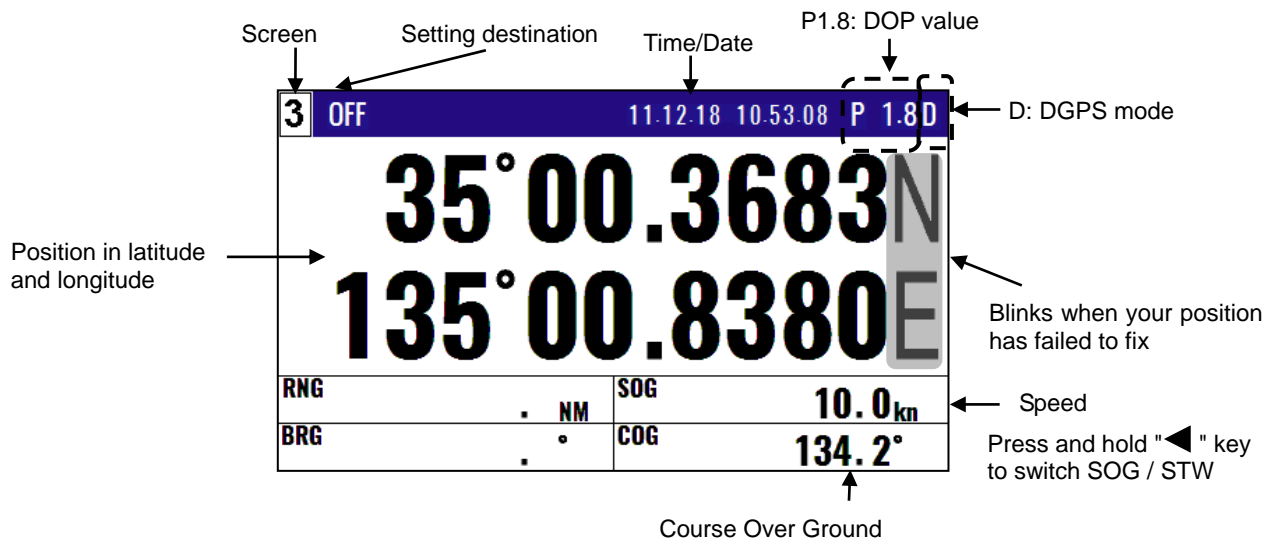 P1.8: DOP value
Screen
Setting destination
Time/Date
3 OFF 11-12-18 10-53-08 P 1.8 D
D: DGPS mode
35°00.3683N
Position in latitude
and longitude
135°00.8380E
Blinks when your position
has failed to fix
RNG . NM SOG 10.0kn
Speed
BRG . ° COG 134.2°
Press and hold "◀ " key
to switch SOG / STW
Course Over Ground